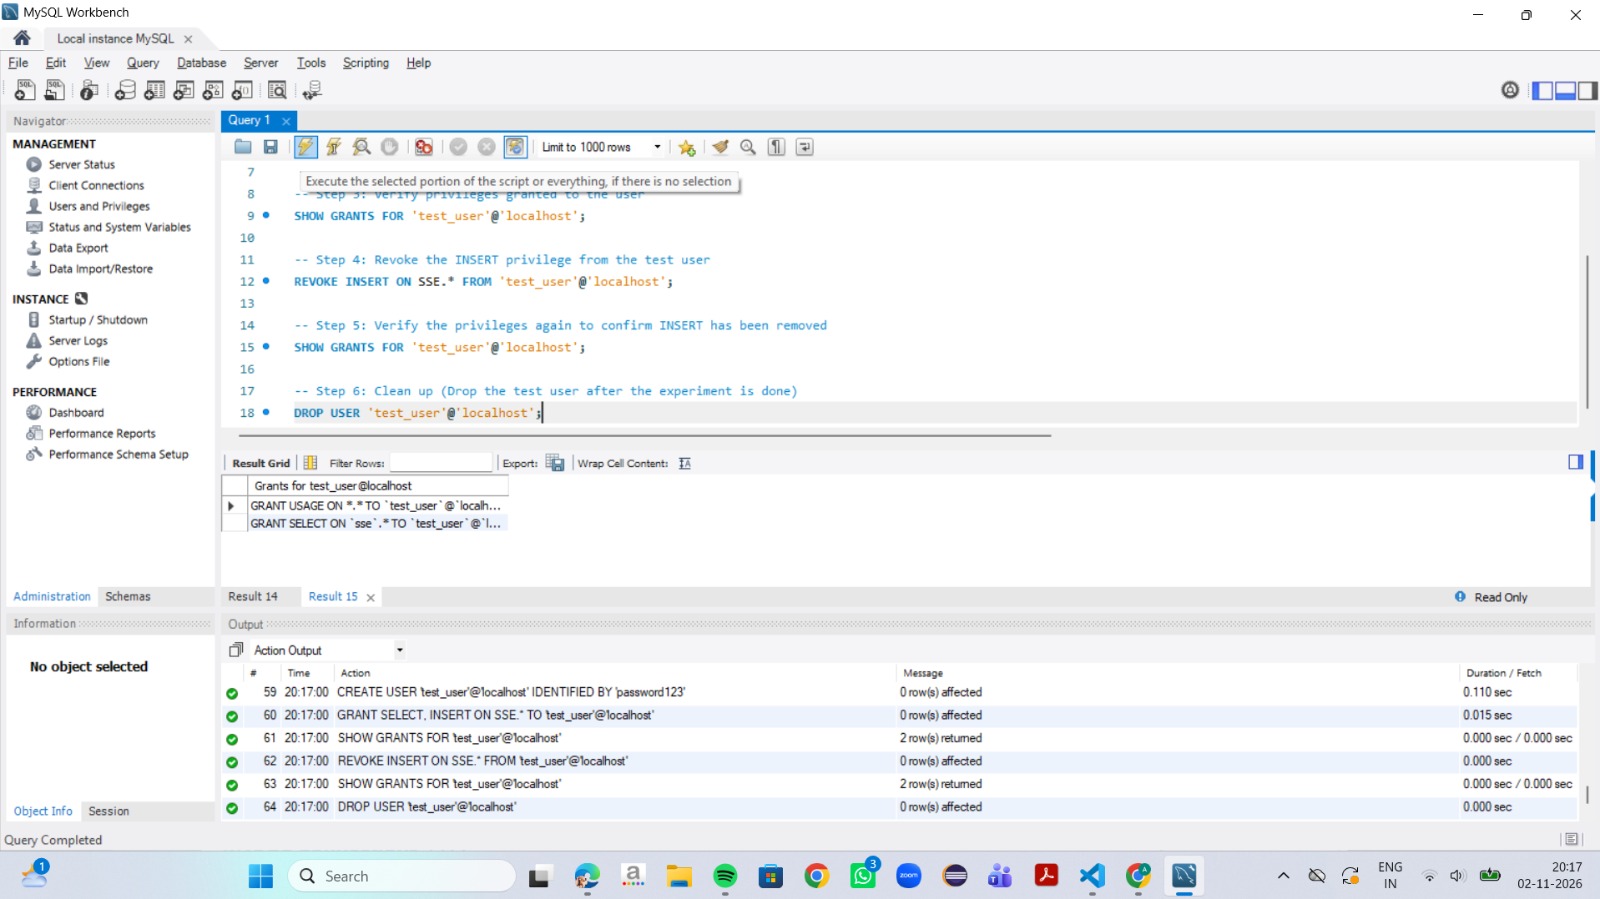 MySQL Workbench
Local instance MySQL
File Edit View Query Database Server Tools Scripting Help
Navigator
MANAGEMENT
Server Status
Client Connections
Users and Privileges
Status and System Variables
Data Export
Data Import/Restore
INSTANCE
Startup / Shutdown
Server Logs
Options File
PERFORMANCE
Dashboard
Performance Reports
Performance Schema Setup
Administration Schemas
Information
No object selected
Object Info Session
Query 1
Limit to 1000 rows
7
Execute the selected portion of the script or everything, if there is no selection
8 -- Step 3: Verify privileges granted to the user
9 SHOW GRANTS FOR 'test_user'@'localhost';
10
11 -- Step 4: Revoke the INSERT privilege from the test user
12 REVOKE INSERT ON SSE.* FROM 'test_user'@'localhost';
13
14 -- Step 5: Verify the privileges again to confirm INSERT has been removed
15 SHOW GRANTS FOR 'test_user'@'localhost';
16
17 -- Step 6: Clean up (Drop the test user after the experiment is done)
18 DROP USER 'test_user'@'localhost';
Result Grid Filter Rows: Export: Wrap Cell Content: IA
Grants for test_user@localhost
GRANT USAGE ON *.* TO `test_user`@`localh...
GRANT SELECT ON `sse`.* TO `test_user`@`l...
Result 14 Result 15 Read Only
Output
Action Output
# Time Action Message Duration / Fetch
59 20:17:00 CREATE USER 'test_user'@'localhost' IDENTIFIED BY 'password123' 0 row(s) affected 0.110 sec
60 20:17:00 GRANT SELECT, INSERT ON SSE.* TO 'test_user'@'localhost' 0 row(s) affected 0.015 sec
61 20:17:00 SHOW GRANTS FOR 'test_user'@'localhost' 2 row(s) returned 0.000 sec / 0.000 sec
62 20:17:00 REVOKE INSERT ON SSE.* FROM 'test_user'@'localhost' 0 row(s) affected 0.000 sec
63 20:17:00 SHOW GRANTS FOR 'test_user'@'localhost' 2 row(s) returned 0.000 sec / 0.000 sec
64 20:17:00 DROP USER 'test_user'@'localhost' 0 row(s) affected 0.000 sec
Query Completed
1
Search
a
3
zoom
ENG
IN
20:17
02-11-2026